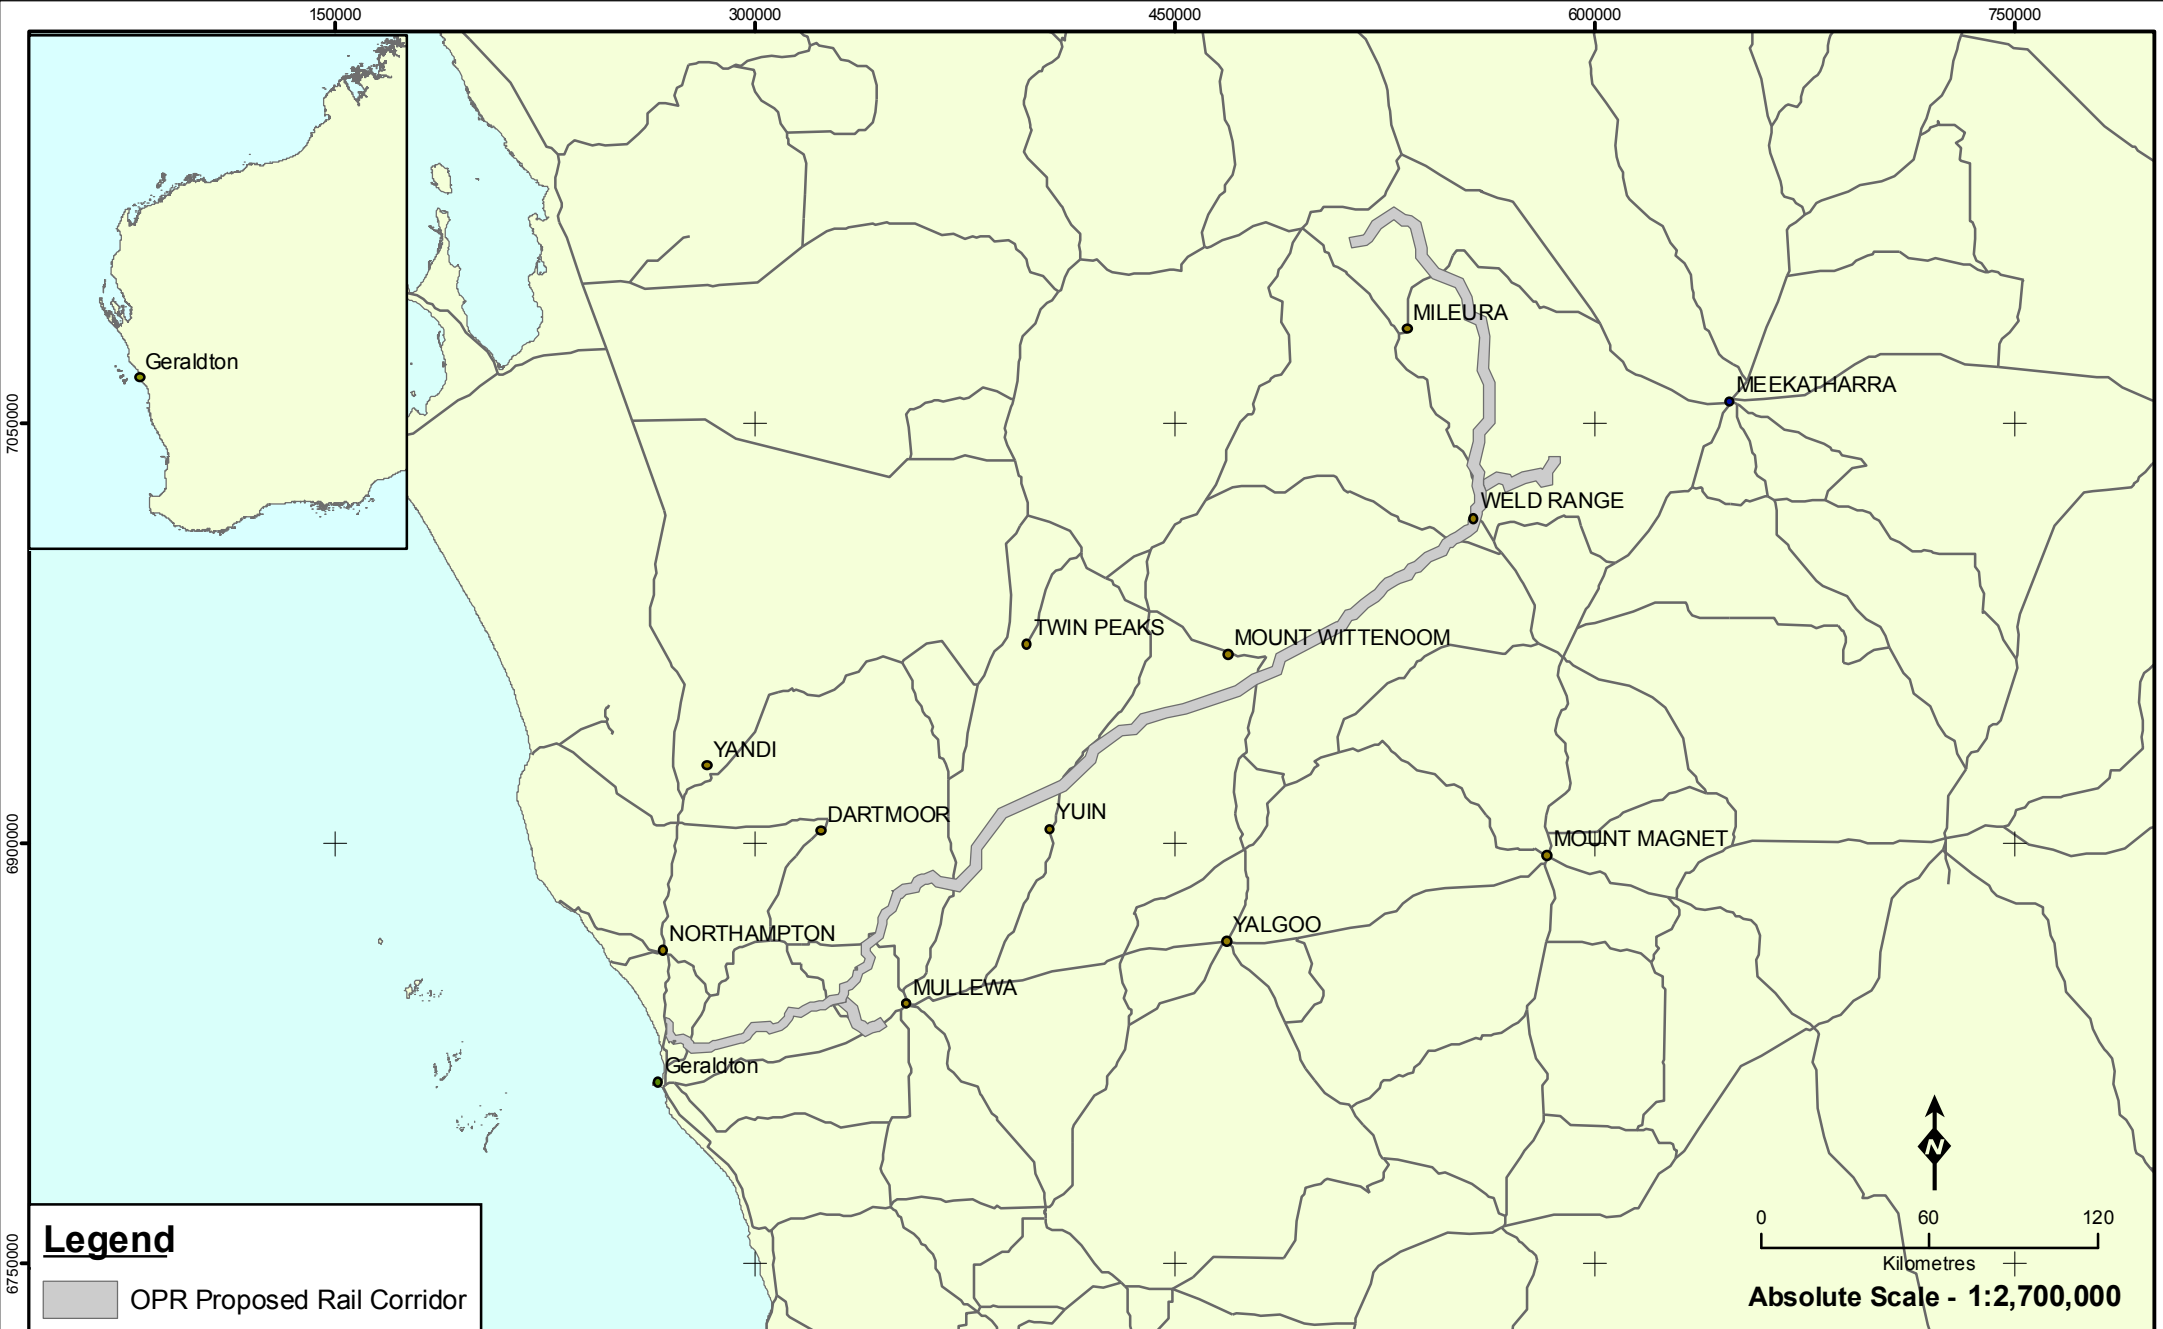 150000
300000
450000
600000
750000
Geraldton
MILEURA
MEEKATHARRA
7050000
WELD RANGE
TWIN PEAKS
MOUNT WITTENOOM
YANDI
DARTMOOR
YUIN
6900000
MOUNT MAGNET
YALGOO
NORTHAMPTON
MULLEWA
Geraldton
N
0 60 120
Kilometres
Absolute Scale - 1:2,700,000
6750000
Legend
OPR Proposed Rail Corridor